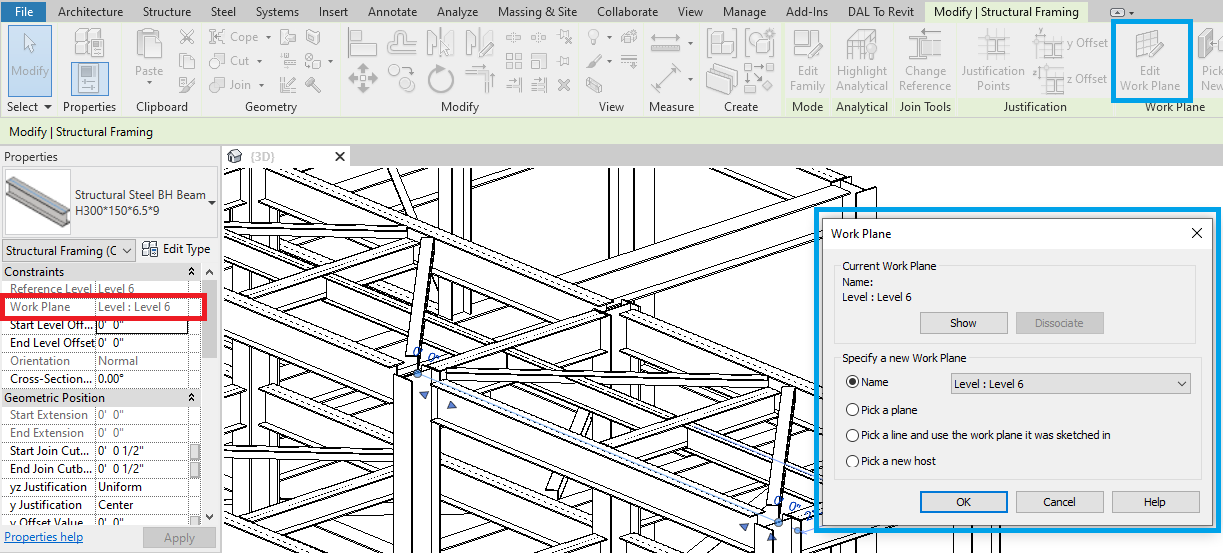 File Architecture Structure Steel Systems Insert Annotate Analyze Massing & Site Collaborate View Manage Add-Ins DAL To Revit Modify | Structural Framing
Modify Paste Cope Cut Join Edit Family Highlight Analytical Change Reference Justification Points y Offset z Offset Edit Work Plane Pick New
Select Properties Clipboard Geometry Modify View Measure Create Mode Analytical Join Tools Justification Work Plane
Modify | Structural Framing
Properties
{3D}
Structural Steel BH Beam
H300*150*6.5*9
Structural Framing (C
Edit Type
Constraints
Reference Level Level 6
Work Plane Level : Level 6
Start Level Off... 0' 0"
End Level Offset 0' 0"
Orientation Normal
Cross-Section... 0.00°
Geometric Position
Start Extension 0' 0"
End Extension 0' 0"
Start Join Cut... 0' 0 1/2"
End Join Cutb... 0' 0 1/2"
yz Justification Uniform
y Justification Center
y Offset Value 0' 0"
Properties help
Apply
0' 0"
Work Plane
Current Work Plane
Name:
Level : Level 6
Show
Dissociate
Specify a new Work Plane
Name
Level : Level 6
Pick a plane
Pick a line and use the work plane it was sketched in
Pick a new host
OK
Cancel
Help